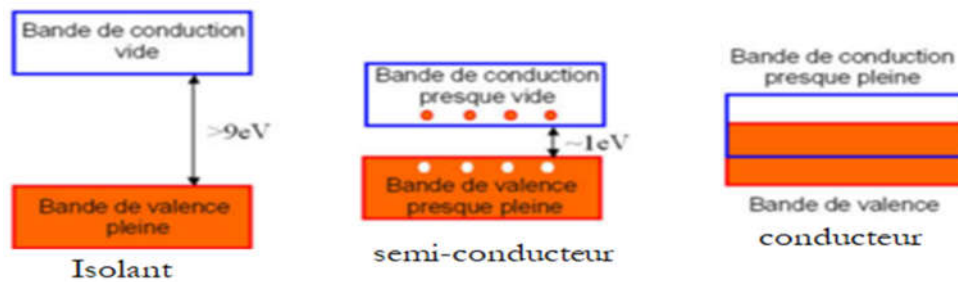 Bande de conduction
vide
>9eV
Bande de valence
pleine
Isolant
Bande de conduction
presque vide
~1eV
Bande de valence
presque pleine
semi-conducteur
Bande de conduction
presque pleine
Bande de valence
conducteur